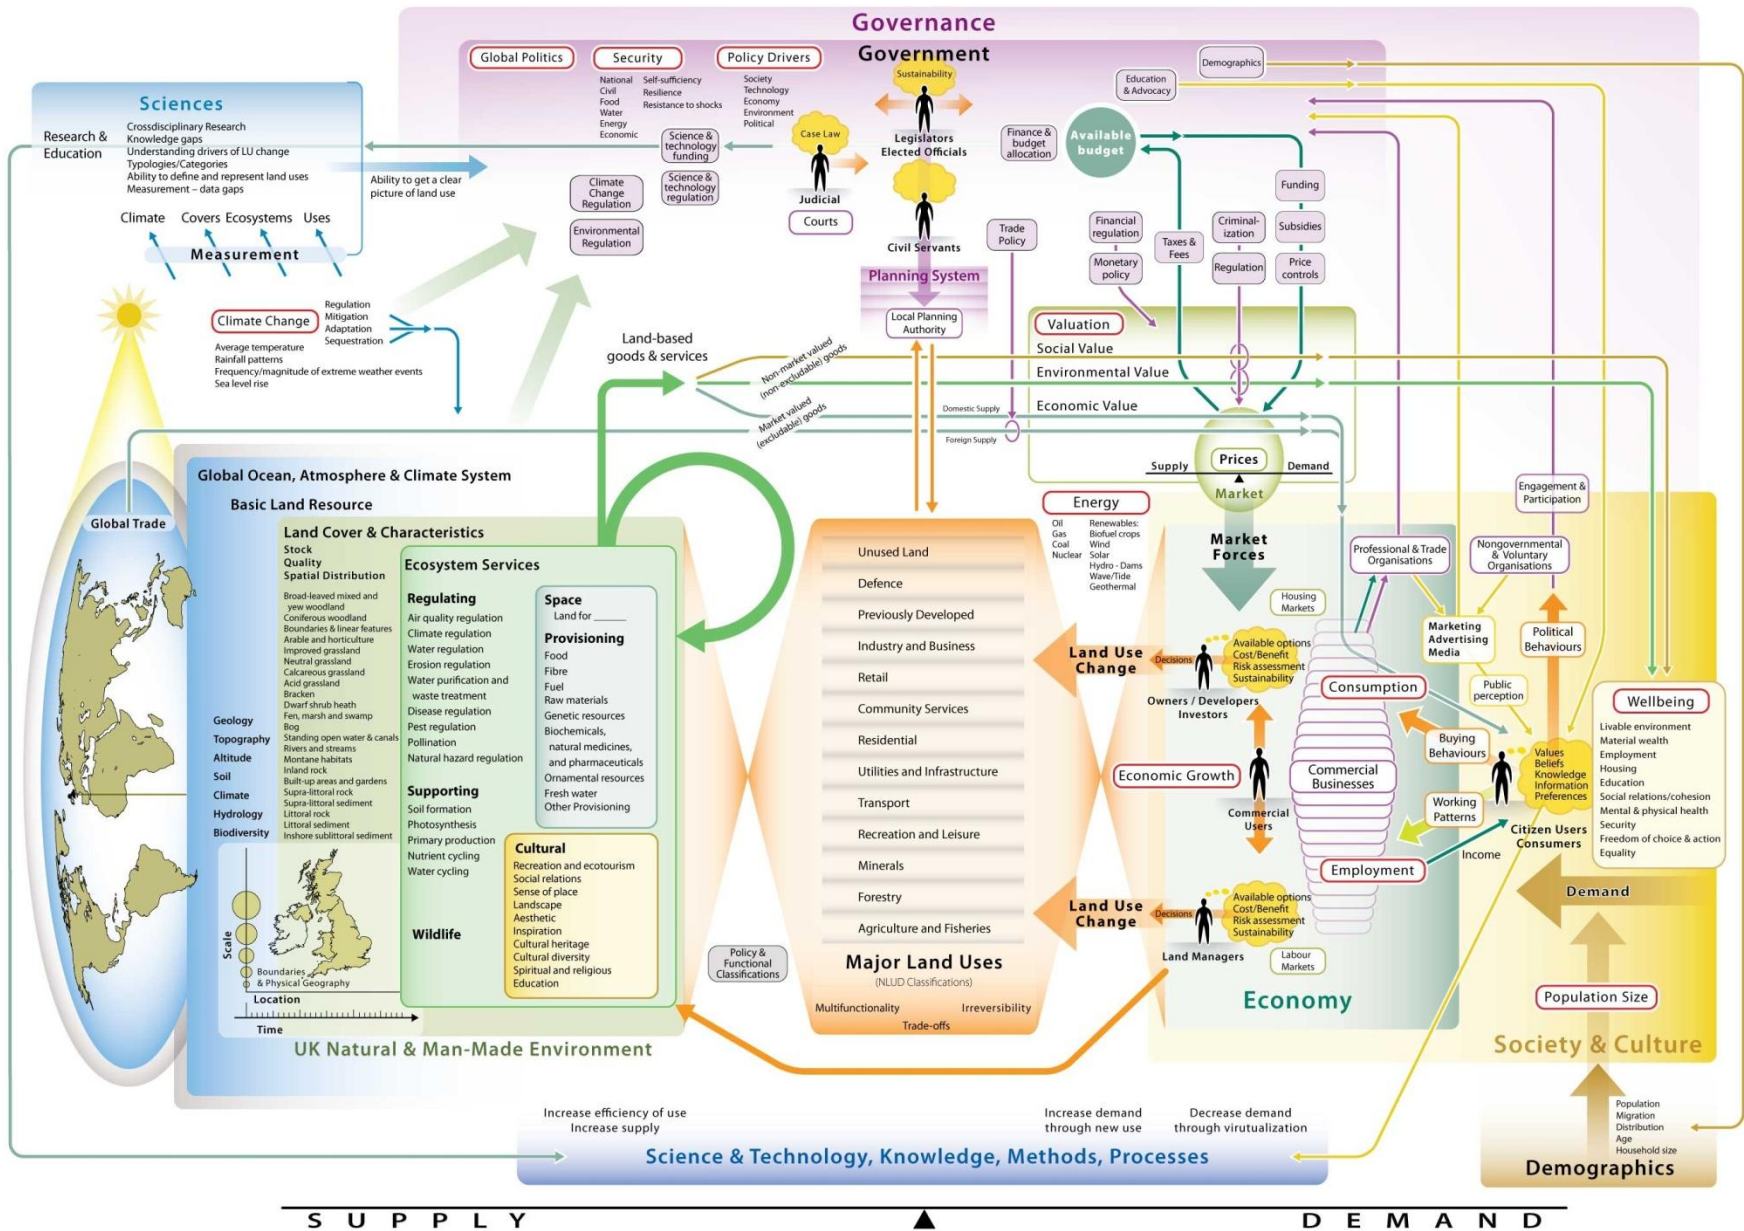 Governance
Government
Global Politics
Security
National
Civil
Food
Water
Energy
Economic
Self-sufficiency
Resilience
Resistance to shocks
Policy Drivers
Society
Technology
Economy
Environment
Political
Sustainability
Legislators
Elected Officials
Case Law
Judicial
Courts
Civil Servants
Science &
technology
funding
Science &
technology
regulation
Climate
Change
Regulation
Environmental
Regulation
Planning System
Local Planning
Authority
Trade
Policy
Finance &
budget
allocation
Available
budget
Education
& Advocacy
Demographics
Funding
Subsidies
Price
controls
Financial
regulation
Monetary
policy
Taxes &
Fees
Criminal-
ization
Regulation
Sciences
Research &
Education
Crossdisciplinary Research
Knowledge gaps
Understanding drivers of LU change
Typologies/Categories
Ability to define and represent land uses
Measurement – data gaps
Ability to get a clear
picture of land use
Climate
Covers
Ecosystems
Uses
Measurement
Climate Change
Regulation
Mitigation
Adaptation
Sequestration
Average temperature
Rainfall patterns
Frequency/magnitude of extreme weather events
Sea level rise
Land-based
goods & services
Non-market valued
(non-excludable) goods
Market valued
(excludable) goods
Domestic Supply
Foreign Supply
Valuation
Social Value
Environmental Value
Economic Value
Supply
Prices
Demand
Market
Global Ocean, Atmosphere & Climate System
Basic Land Resource
Global Trade
Land Cover & Characteristics
Stock
Quality
Spatial Distribution
Broad-leaved mixed and
yew woodland
Coniferous woodland
Boundaries & linear features
Arable and horticulture
Improved grassland
Neutral grassland
Calcareous grassland
Acid grassland
Bracken
Dwarf shrub heath
Fen, marsh and swamp
Bog
Standing open water & canals
Rivers and streams
Montane habitats
Inland rock
Built-up areas and gardens
Supra-littoral rock
Supra-littoral sediment
Littoral rock
Littoral sediment
Inshore sublittoral sediment
Geology
Topography
Altitude
Soil
Climate
Hydrology
Biodiversity
Scale
Boundaries
& Physical Geography
Location
Time
UK Natural & Man-Made Environment
Ecosystem Services
Regulating
Air quality regulation
Climate regulation
Water regulation
Erosion regulation
Water purification and
waste treatment
Disease regulation
Pest regulation
Pollination
Natural hazard regulation
Supporting
Soil formation
Photosynthesis
Primary production
Nutrient cycling
Water cycling
Wildlife
Space
Land for ______
Provisioning
Food
Fibre
Fuel
Raw materials
Genetic resources
Biochemicals,
natural medicines,
and pharmaceuticals
Ornamental resources
Fresh water
Other Provisioning
Cultural
Recreation and ecotourism
Social relations
Sense of place
Landscape
Aesthetic
Inspiration
Cultural heritage
Cultural diversity
Spiritual and religious
Education
Policy &
Functional
Classifications
Unused Land
Defence
Previously Developed
Industry and Business
Retail
Community Services
Residential
Utilities and Infrastructure
Transport
Recreation and Leisure
Minerals
Forestry
Agriculture and Fisheries
Major Land Uses
(NLUD Classifications)
Multifunctionality
Irreversibility
Trade-offs
Energy
Oil
Gas
Coal
Nuclear
Renewables:
Biofuel crops
Wind
Solar
Hydro - Dams
Wave/Tide
Geothermal
Market
Forces
Housing
Markets
Land Use
Change
Decisions
Available options
Cost/Benefit
Risk assessment
Sustainability
Owners / Developers
Investors
Economic Growth
Commercial
Users
Commercial
Businesses
Consumption
Employment
Land Use
Change
Decisions
Available options
Cost/Benefit
Risk assessment
Sustainability
Land Managers
Labour
Markets
Economy
Professional & Trade
Organisations
Engagement &
Participation
Nongovernmental
& Voluntary
Organisations
Marketing
Advertising
Media
Political
Behaviours
Public
perception
Buying
Behaviours
Working
Patterns
Income
Values
Beliefs
Knowledge
Information
Preferences
Citizen Users
Consumers
Wellbeing
Livable environment
Material wealth
Employment
Housing
Education
Social relations/cohesion
Mental & physical health
Security
Freedom of choice & action
Equality
Demand
Population Size
Society & Culture
Population
Migration
Distribution
Age
Household size
Demographics
Increase efficiency of use
Increase supply
Increase demand
through new use
Decrease demand
through virutualization
Science & Technology, Knowledge, Methods, Processes
SUPPLY
DEMAND